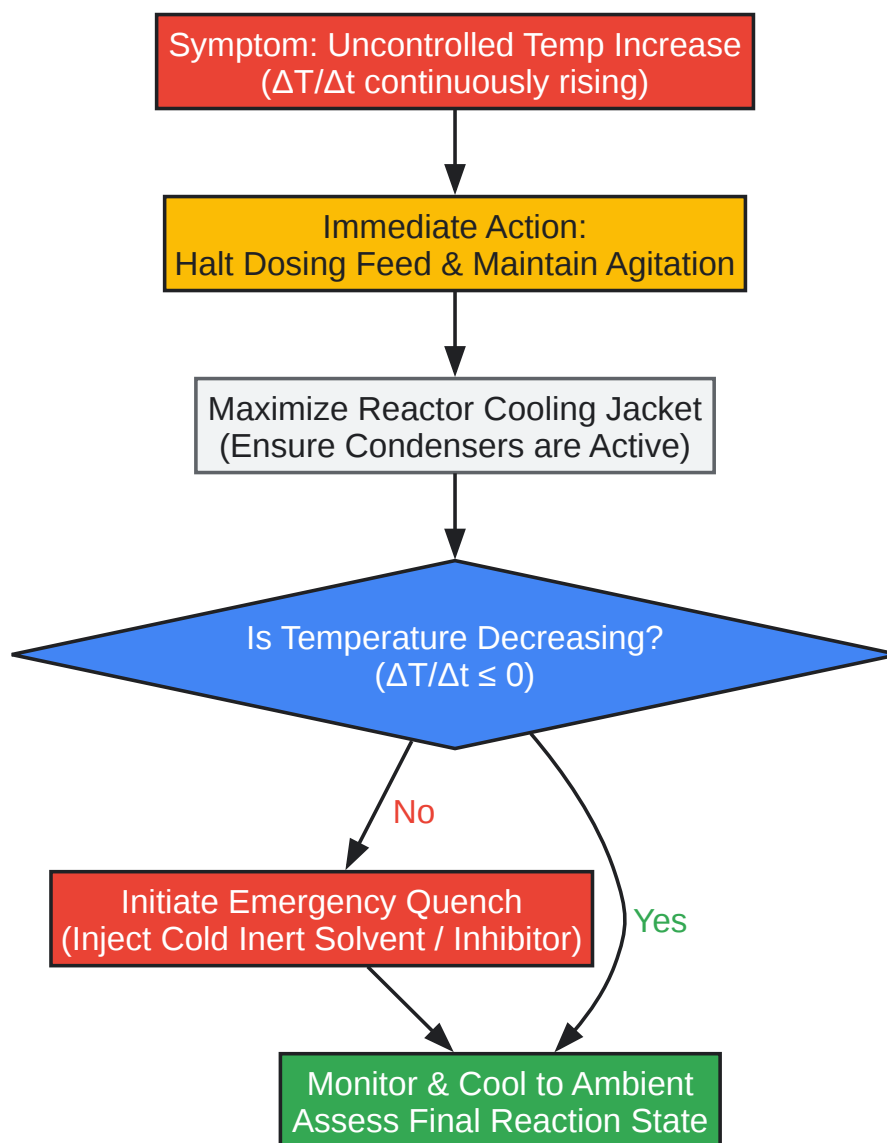 Symptom: Uncontrolled Temp Increase
(ΔT/Δt continuously rising)
Immediate Action:
Halt Dosing Feed & Maintain Agitation
Maximize Reactor Cooling Jacket
(Ensure Condensers are Active)
Is Temperature Decreasing?
(ΔT/Δt ≤ 0)
No
Initiate Emergency Quench
(Inject Cold Inert Solvent / Inhibitor)
Yes
Monitor & Cool to Ambient
Assess Final Reaction State